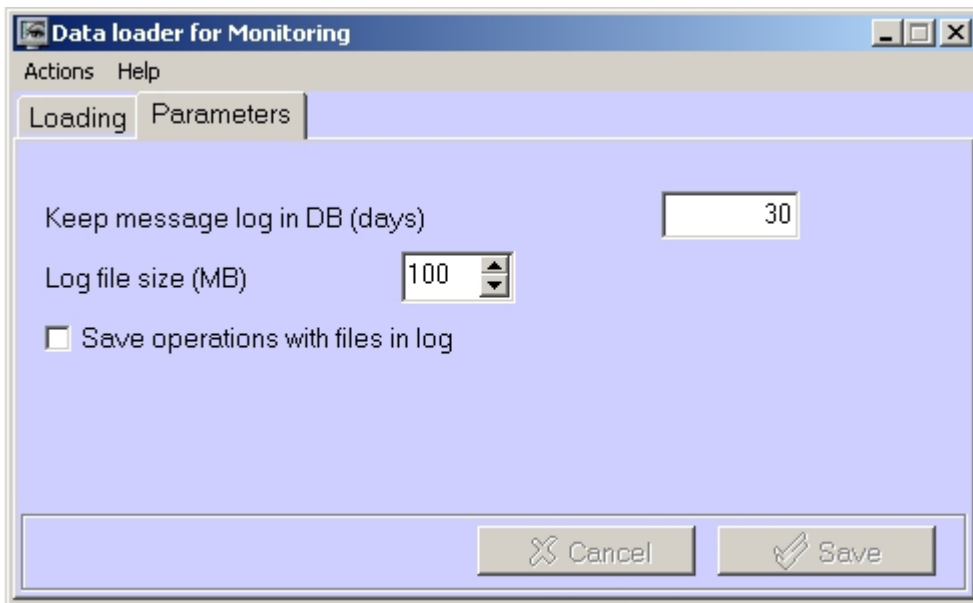 Data loader for Monitoring
Actions Help
Loading Parameters
Keep message log in DB (days) 30
Log file size (MB) 100
Save operations with files in log
Cancel Save